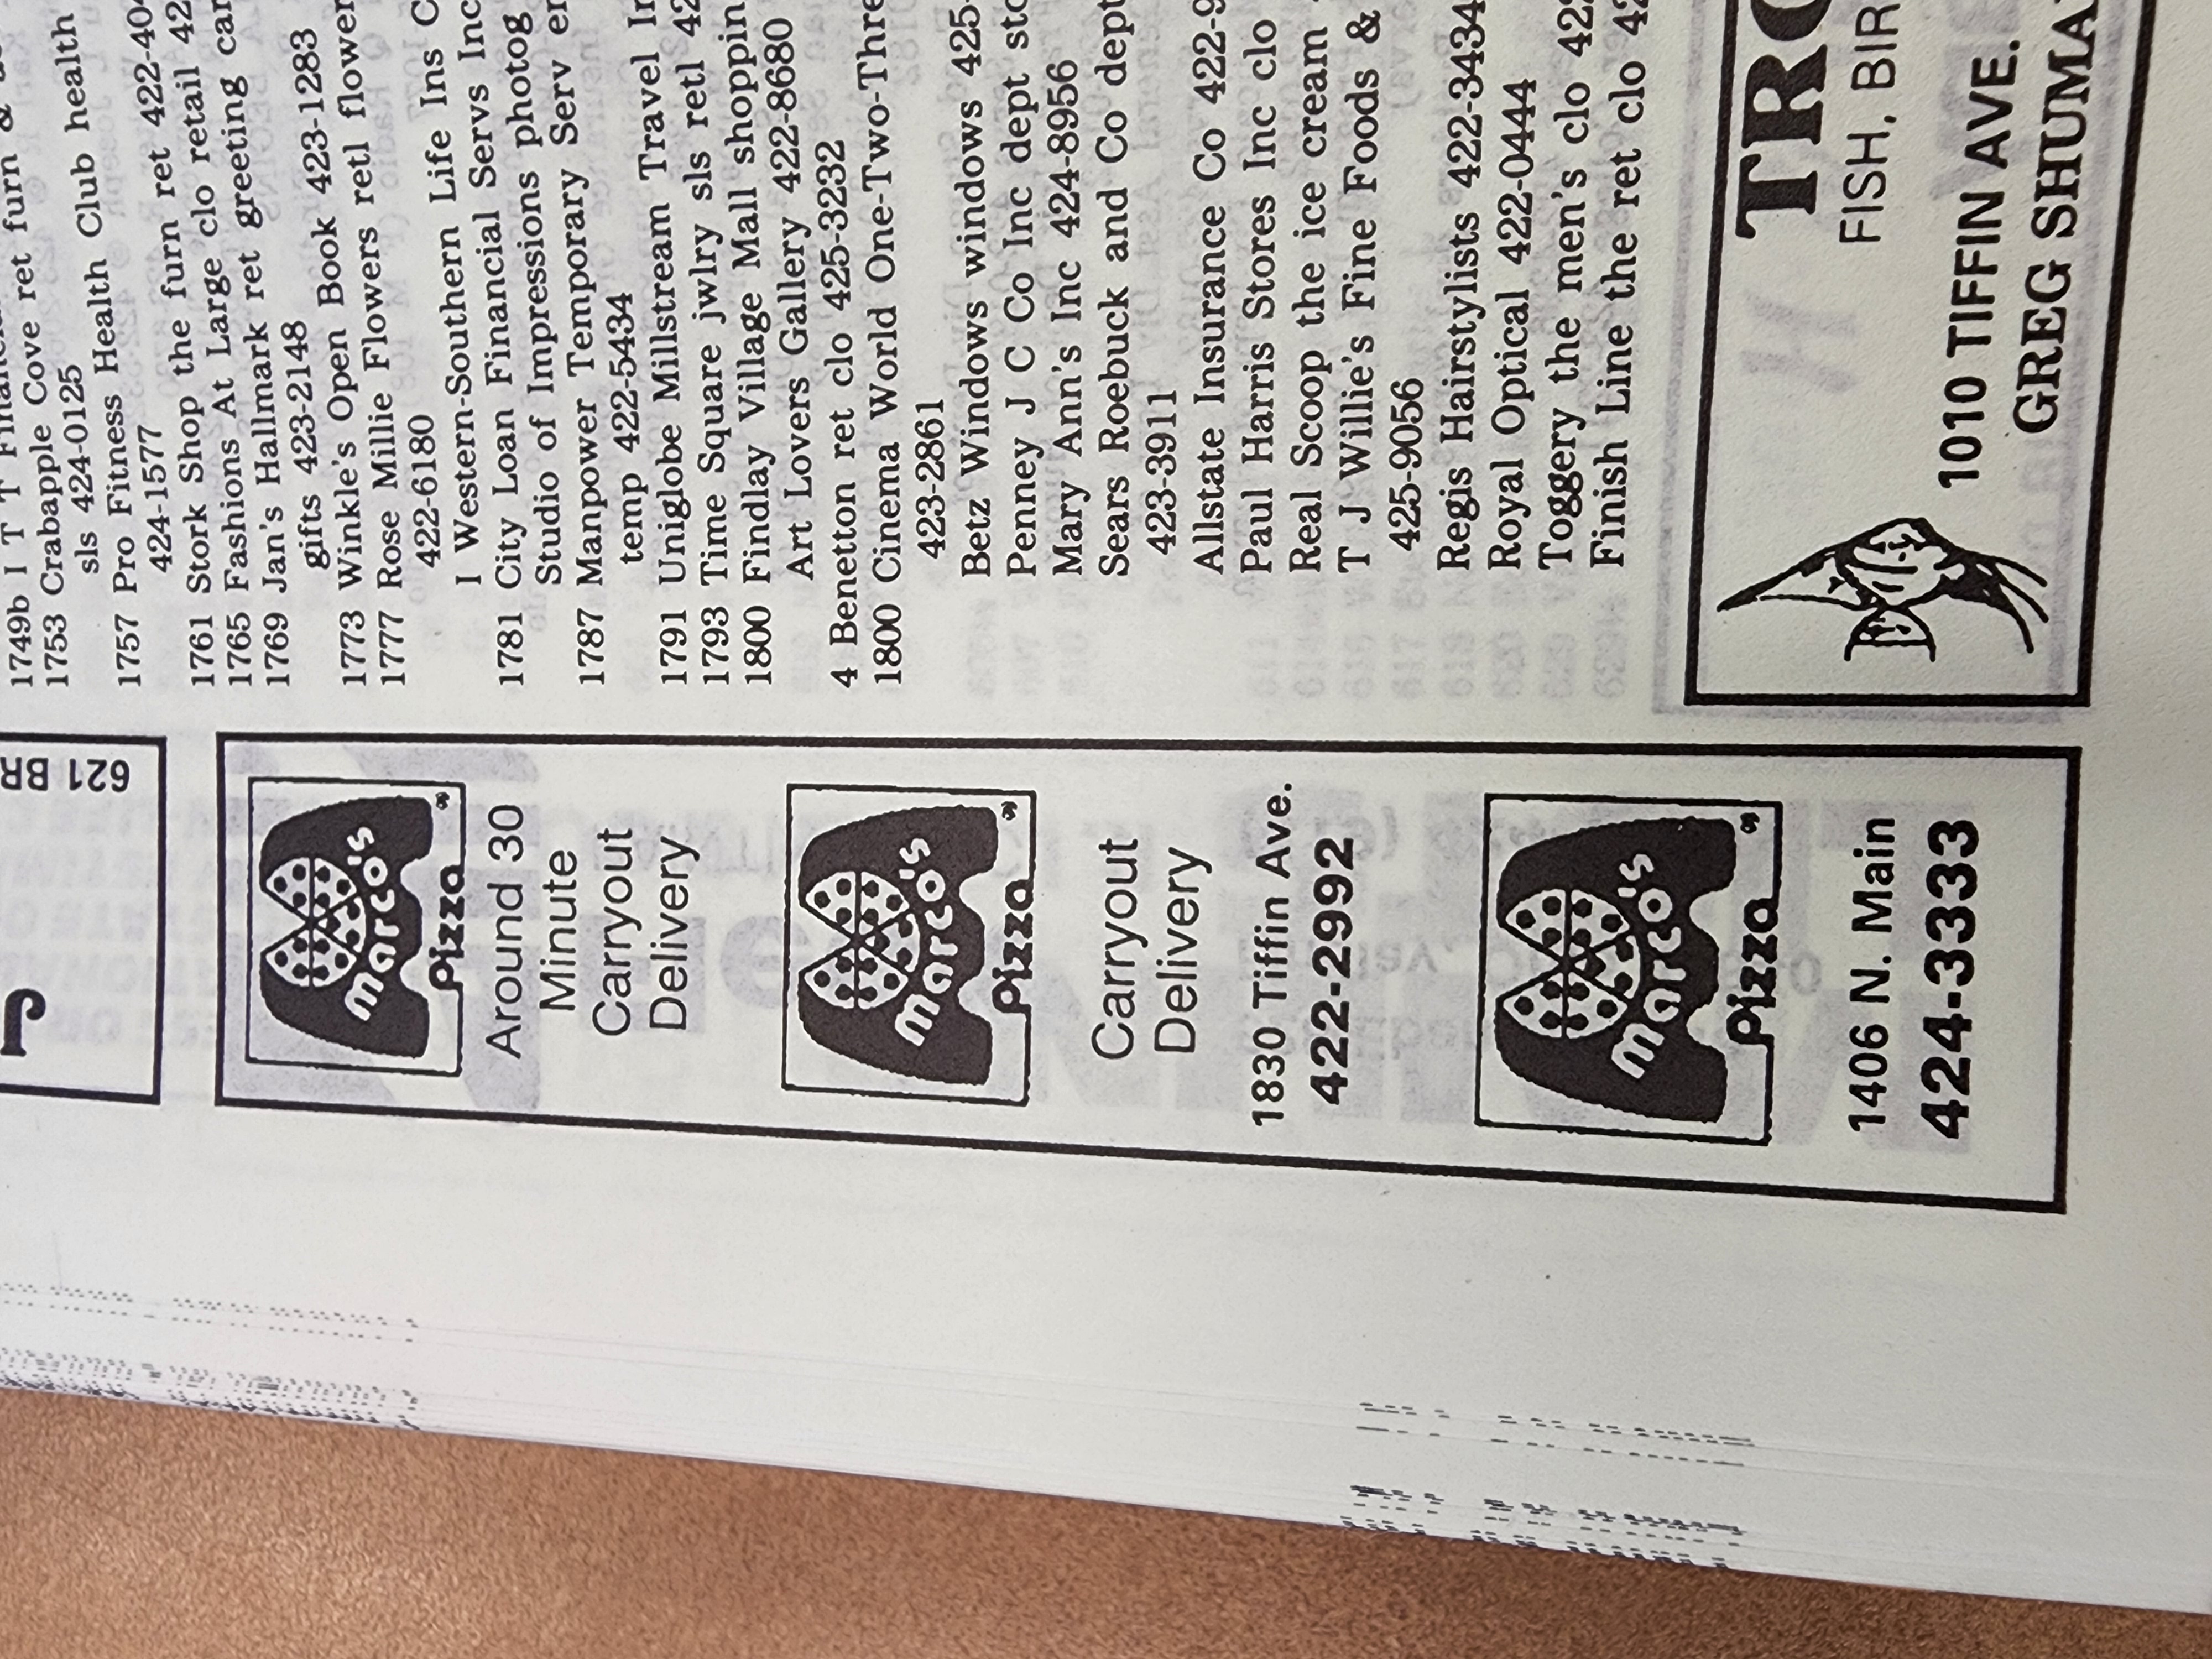 1749b I T T
1753 Crabapple Cove ret furn &
sls 424-0125
1757 Pro Fitness Health Club health
424-1577
1761 Stork Shop the furn ret 422-404
1765 Fashions At Large clo retail 42
1769 Jan's Hallmark ret greeting car
gifts 423-2148
1773 Winkle's Open Book 423-1283
1777 Rose Millie Flowers retl flower
422-6180
I Western-Southern Life Ins C
1781 City Loan Financial Servs Inc
Studio of Impressions photog
1787 Manpower Temporary Serv e
temp 422-5434
1791 Uniglobe Millstream Travel I
1793 Time Square jwlry sls retl 42
1800 Findlay Village Mall shoppin
Art Lovers Gallery 422-8680
4 Benetton ret clo 425-3232
1800 Cinema World One-Two-Thre
423-2861
Betz Windows windows 425-
Penney J C Co Inc dept sto
Mary Ann's Inc 424-8956
Sears Roebuck and Co dept
423-3911
Allstate Insurance Co 422-9
Paul Harris Stores Inc clo
Real Scoop the ice cream
T J Willie's Fine Foods &
425-9056
Regis Hairstylists 422-3434
Royal Optical 422-0444
Toggery the men's clo 42
Finish Line the ret clo 42
TRO
FISH, BIR
1010 TIFFIN AVE.
GREG SHUMA
621 BR
marco's
Pizza
®
Around 30
Minute
Carryout
Delivery
marco's
Pizza
®
Carryout
Delivery
1830 Tiffin Ave.
422-2992
marco's
Pizza
®
1406 N. Main
424-3333